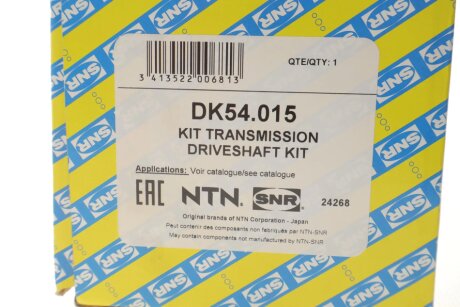 QTE/QTY: 1
3 413522 006813
DK54.015
KIT TRANSMISSION
DRIVESHAFT KIT
Applications: Voir catalogue/see catalogue
EAC NTN. SNR 24268
Original brands of NTN Corporation - Japan
Peut contenir des composants non fabriqués par NTN-SNR
May contain components not manufactured by NTN-SNR
SNR
SNR
SNR
SNR
SNR
SNR
SNR